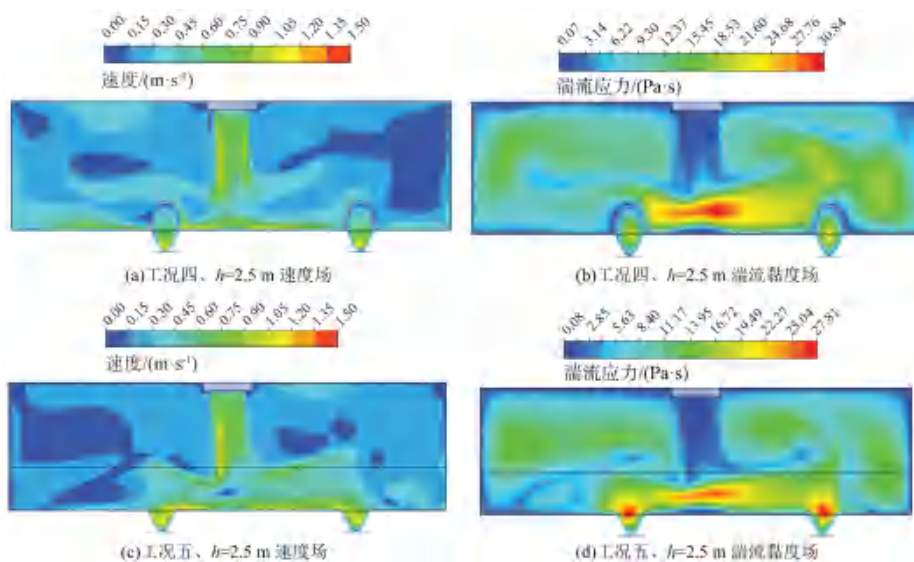 0.00 0.15 0.30 0.45 0.60 0.75 0.90 1.05 1.20 1.35 1.50
速度/(m·s⁻¹)
0.07 3.14 6.22 9.30 12.37 15.45 18.53 21.60 24.68 27.76 30.84
湍流应力/(Pa·s)
(a)工况四、h=2.5 m 速度场
(b)工况四、h=2.5 m 湍流黏度场
0.00 0.15 0.30 0.45 0.60 0.75 0.90 1.05 1.20 1.35 1.50
速度/(m·s⁻¹)
0.08 2.85 5.63 8.40 11.17 13.95 16.72 19.49 22.27 25.04 27.81
湍流应力/(Pa·s)
(c)工况五、h=2.5 m 速度场
(d)工况五、h=2.5 m 湍流黏度场